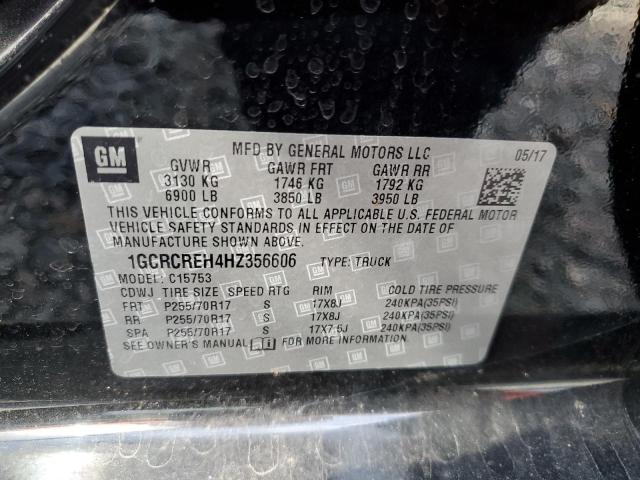 GM
MFD BY GENERAL MOTORS LLC 05/17
GVWR GAWR FRT GAWR RR
3130 KG 1746 KG 1792 KG
6900 LB 3850 LB 3950 LB
THIS VEHICLE CONFORMS TO ALL APPLICABLE U.S. FEDERAL MOTOR
VEHICLE SAFETY STANDARDS IN EFFECT ON THE DATE OF
MANUFACTURE SHOWN ABOVE.
1GCRCREH4HZ356606 TYPE: TRUCK
MODEL: C15753
CDWJ TIRE SIZE SPEED RTG RIM COLD TIRE PRESSURE
FRT P255/70R17 S 17X8J 240KPA(35PSI)
RR P255/70R17 S 17X8J 240KPA(35PSI)
SPA P255/70R17 S 17X7.5J 240KPA(35PSI)
SEE OWNER'S MANUAL FOR MORE INFORMATION.